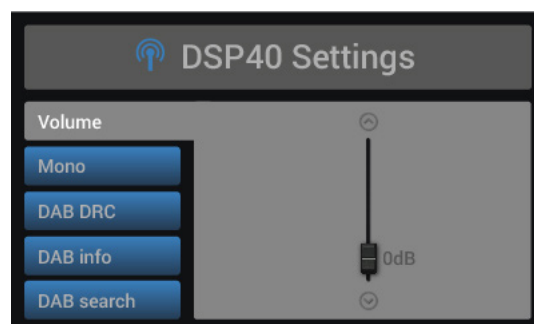 DSP40 Settings
Volume
Mono
DAB DRC
DAB info
0dB
DAB search